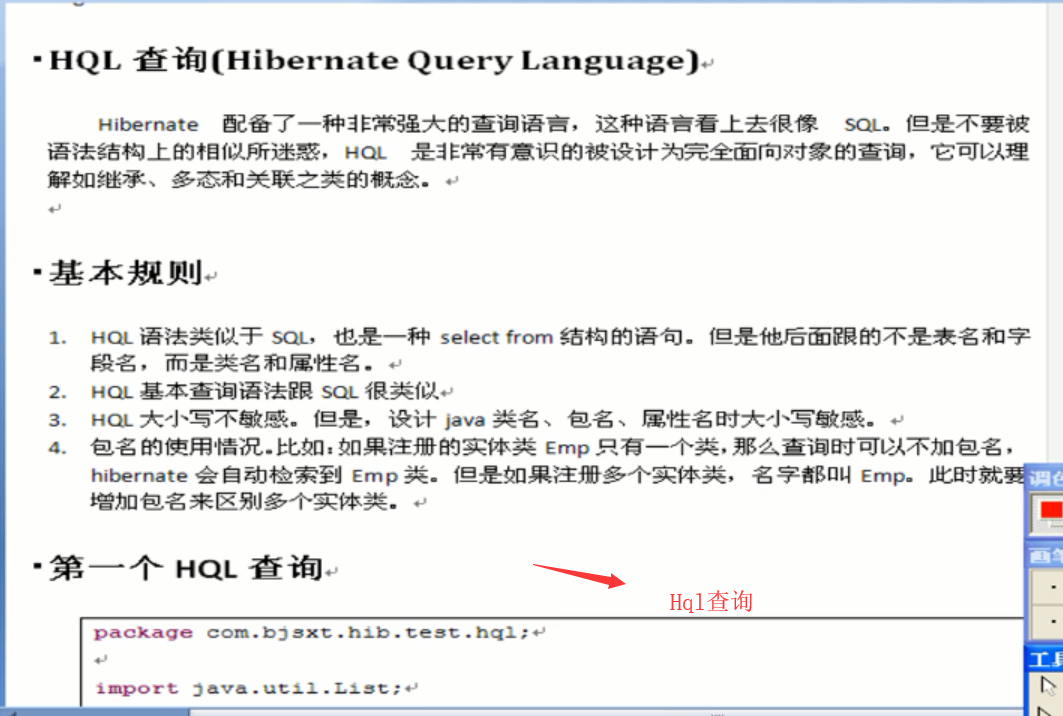 HQL 查询(Hibernate Query Language)
Hibernate 配备了一种非常强大的查询语言，这种语言看上去很像 SQL。但是不要被
语法结构上的相似所迷惑，HQL 是非常有意识的被设计为完全面向对象的查询，它可以理
解如继承、多态和关联之类的概念。
基本规则
1. HQL 语法类似于 SQL，也是一种 select from 结构的语句。但是他后面跟的不是表名和字
段名，而是类名和属性名。
2. HQL 基本查询语法跟 SQL 很类似
3. HQL 大小写不敏感。但是，设计 java 类名、包名、属性名时大小写敏感。
4. 包名的使用情况。比如：如果注册的实体类 Emp 只有一个类，那么查询时可以不加包名，
hibernate 会自动检索到 Emp 类。但是如果注册多个实体类，名字都叫 Emp。此时就要
增加包名来区别多个实体类。
第一个 HQL 查询
Hql查询
package com.bjsxt.hib.test.hql;
import java.util.List;
调色
画笔
工具